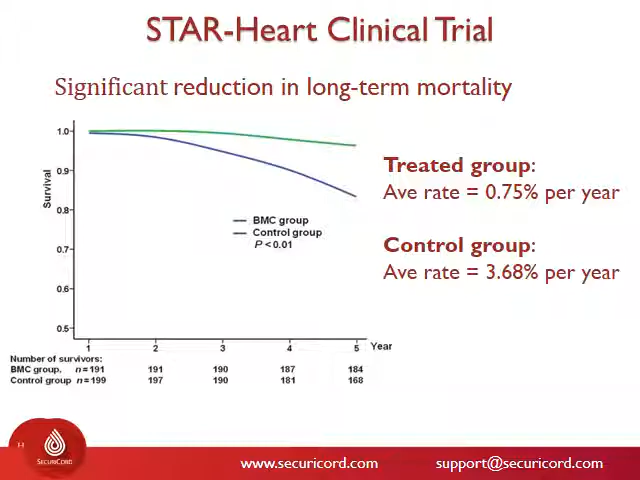 STAR-Heart Clinical Trial
Significant reduction in long-term mortality
1.0
0.9
0.8
0.7
0.6
0.5
Survival
BMC group
Control group
P < 0.01
1 2 3 4 5 Year
Number of survivors:
BMC group, n = 191 191 190 187 184
Control group n = 199 197 190 181 168
Treated group:
Ave rate = 0.75% per year
Control group:
Ave rate = 3.68% per year
SECURICORD
www.securicord.com support@securicord.com